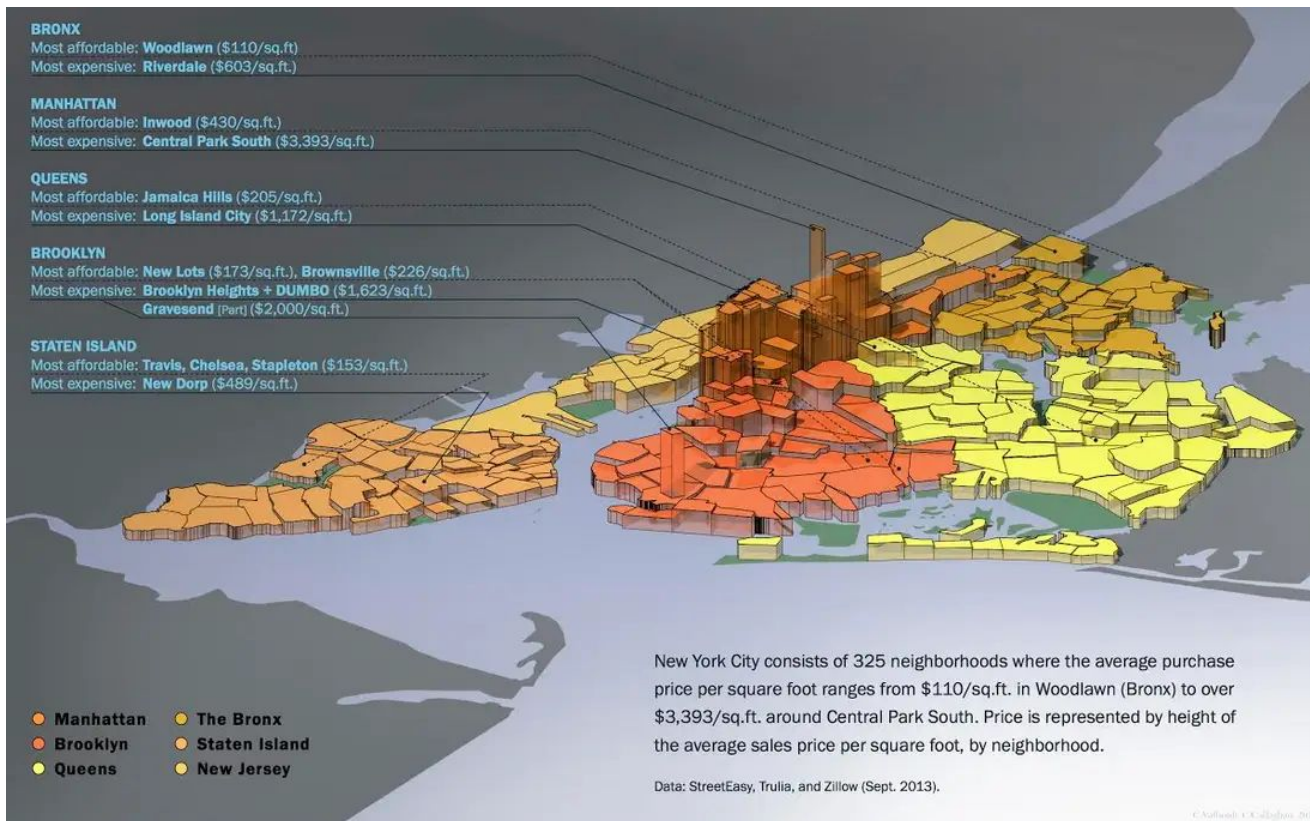 BRONX
Most affordable: Woodlawn ($110/sq.ft)
Most expensive: Riverdale ($603/sq.ft.)
MANHATTAN
Most affordable: Inwood ($430/sq.ft.)
Most expensive: Central Park South ($3,393/sq.ft.)
QUEENS
Most affordable: Jamaica Hills ($205/sq.ft.)
Most expensive: Long Island City ($1,172/sq.ft.)
BROOKLYN
Most affordable: New Lots ($173/sq.ft.), Brownsville ($226/sq.ft.)
Most expensive: Brooklyn Heights + DUMBO ($1,623/sq.ft.)
Gravesend [Part] ($2,000/sq.ft.)
STATEN ISLAND
Most affordable: Travis, Chelsea, Stapleton ($153/sq.ft.)
Most expensive: New Dorp ($489/sq.ft.)
New York City consists of 325 neighborhoods where the average purchase
price per square foot ranges from $110/sq.ft. in Woodlawn (Bronx) to over
$3,393/sq.ft. around Central Park South. Price is represented by height of
the average sales price per square foot, by neighborhood.
Data: StreetEasy, Trulia, and Zillow (Sept. 2013).
Manhattan
Brooklyn
Queens
The Bronx
Staten Island
New Jersey